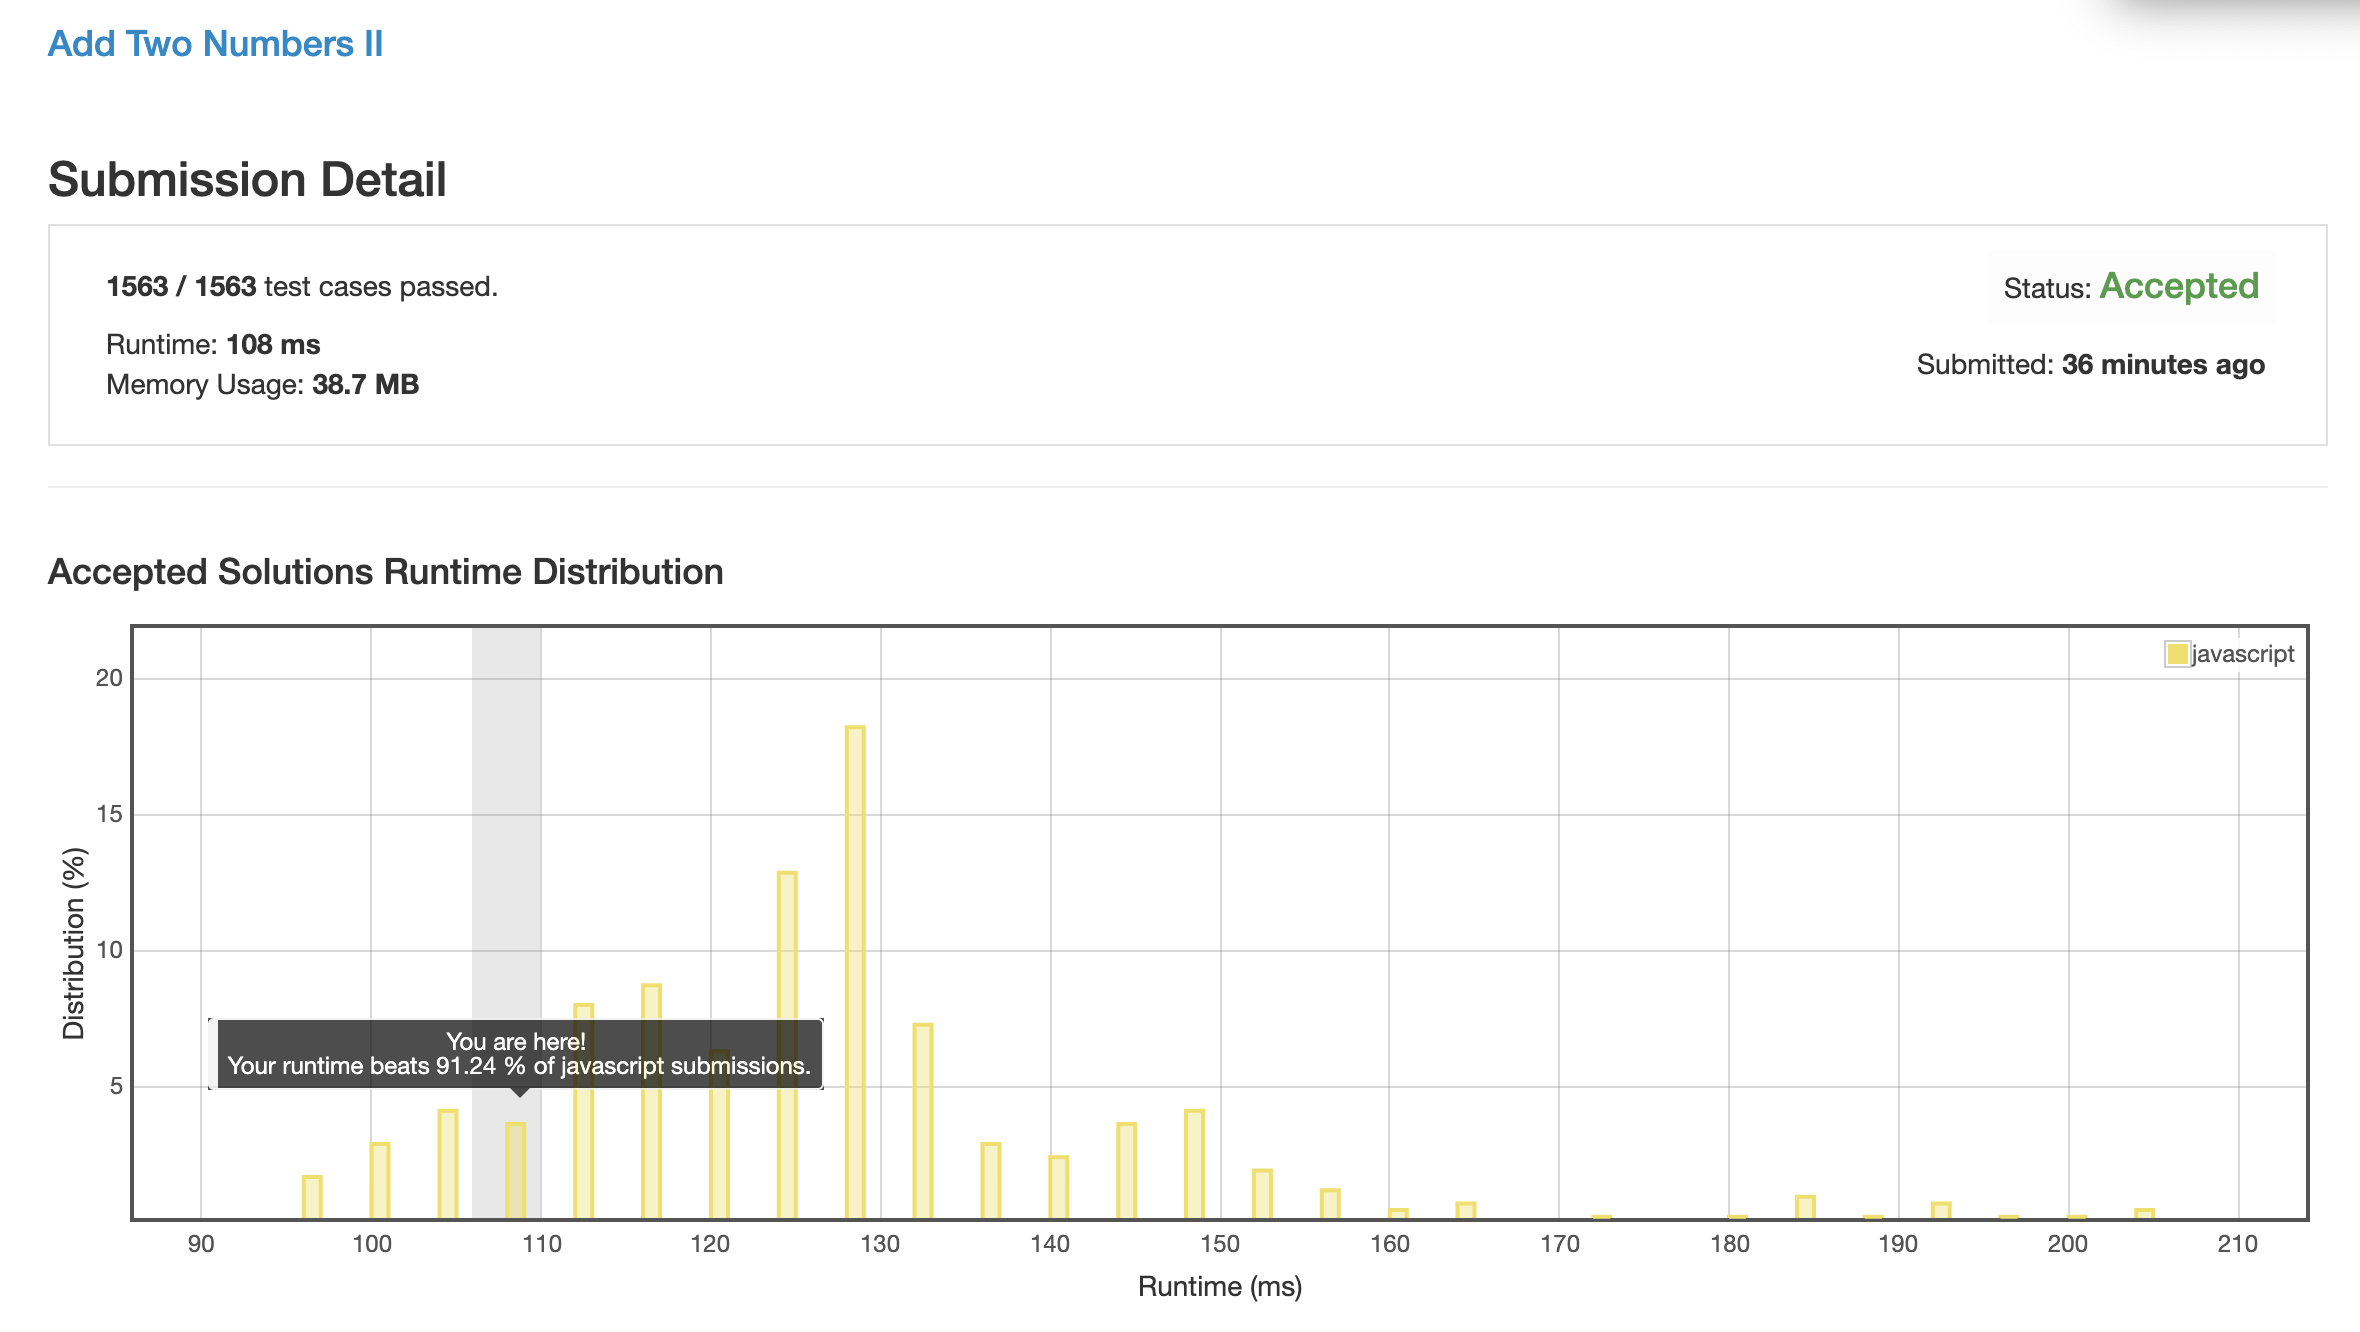 Add Two Numbers II
Submission Detail
1563 / 1563 test cases passed.
Status: Accepted
Runtime: 108 ms
Memory Usage: 38.7 MB
Submitted: 36 minutes ago
Accepted Solutions Runtime Distribution
javascript
20
15
10
5
Distribution (%)
You are here!
Your runtime beats 91.24 % of javascript submissions.
90 100 110 120 130 140 150 160 170 180 190 200 210
Runtime (ms)